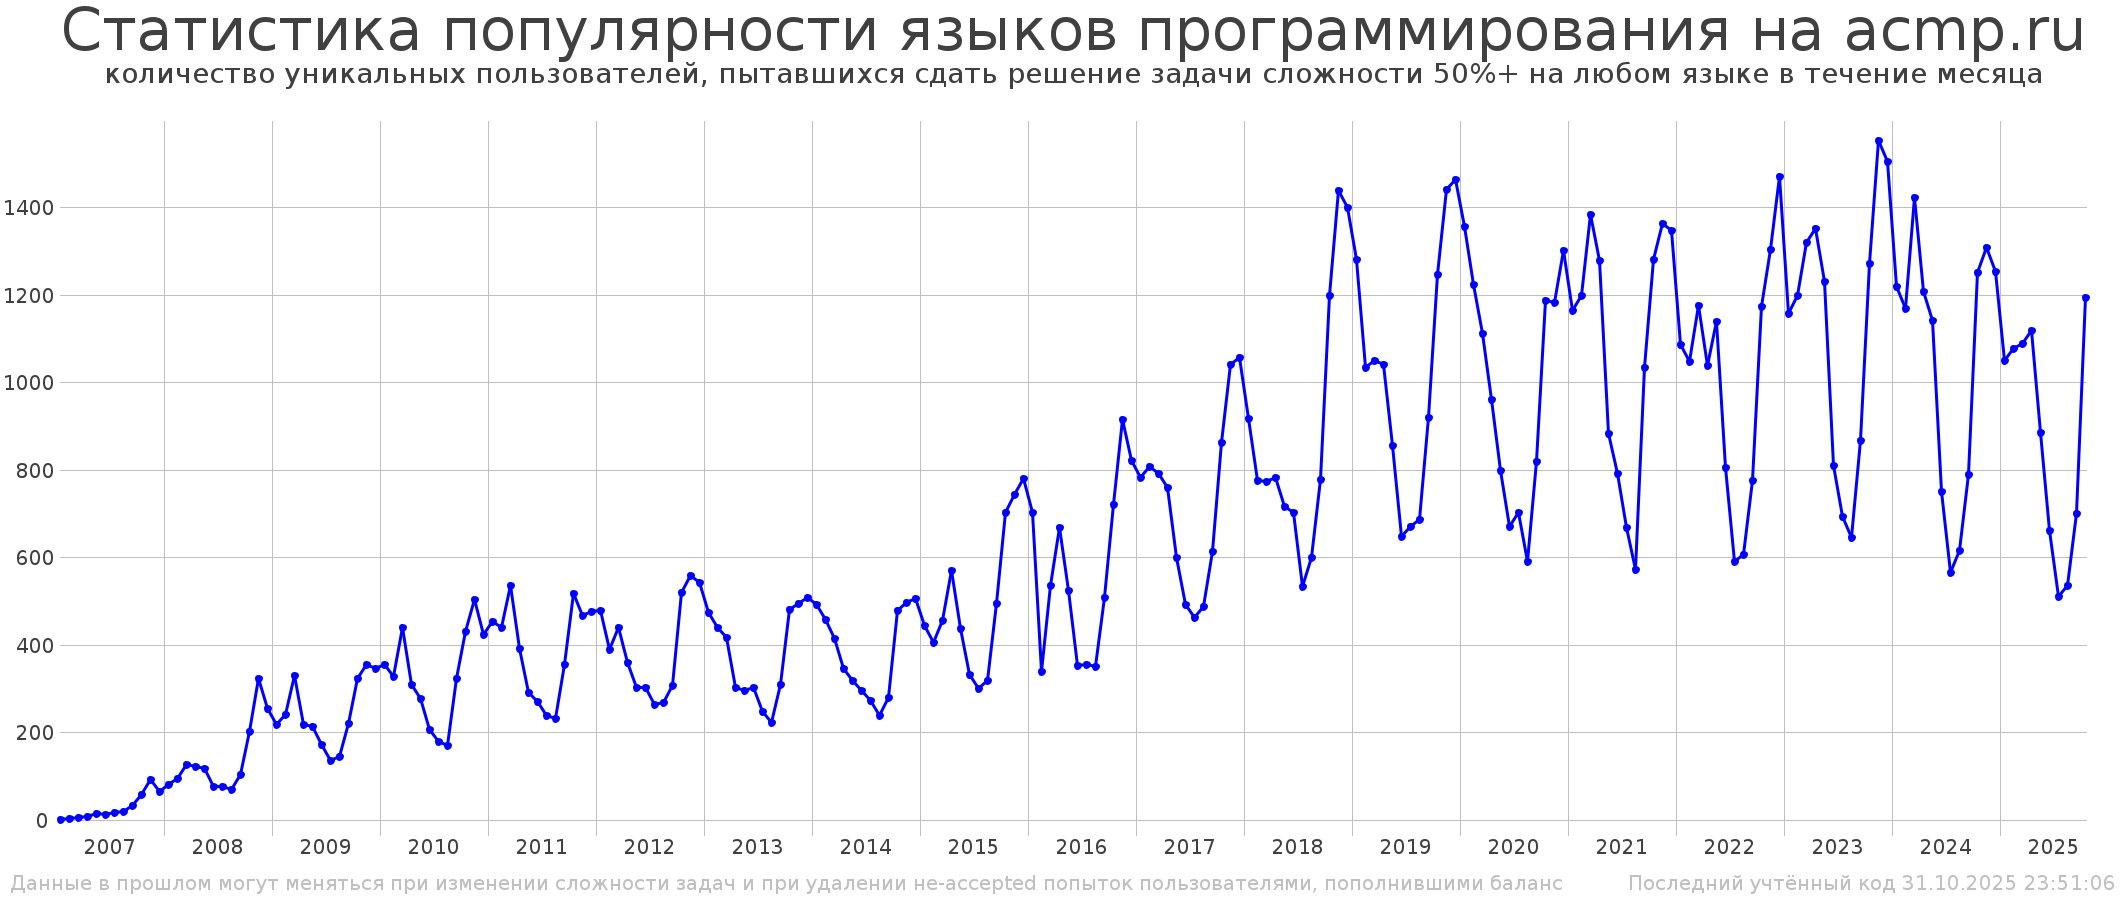 Статистика популярности языков программирования на acmp.ru
количество уникальных пользователей, пытавшихся сдать решение задачи сложности 50%+ на любом языке в течение месяца
1400
1200
1000
800
600
400
200
0
2007 2008 2009 2010 2011 2012 2013 2014 2015 2016 2017 2018 2019 2020 2021 2022 2023 2024 2025
Данные в прошлом могут меняться при изменении сложности задач и при удалении не-accepted попыток пользователями, пополнившими баланс
Последний учтённый код 31.10.2025 23:51:06